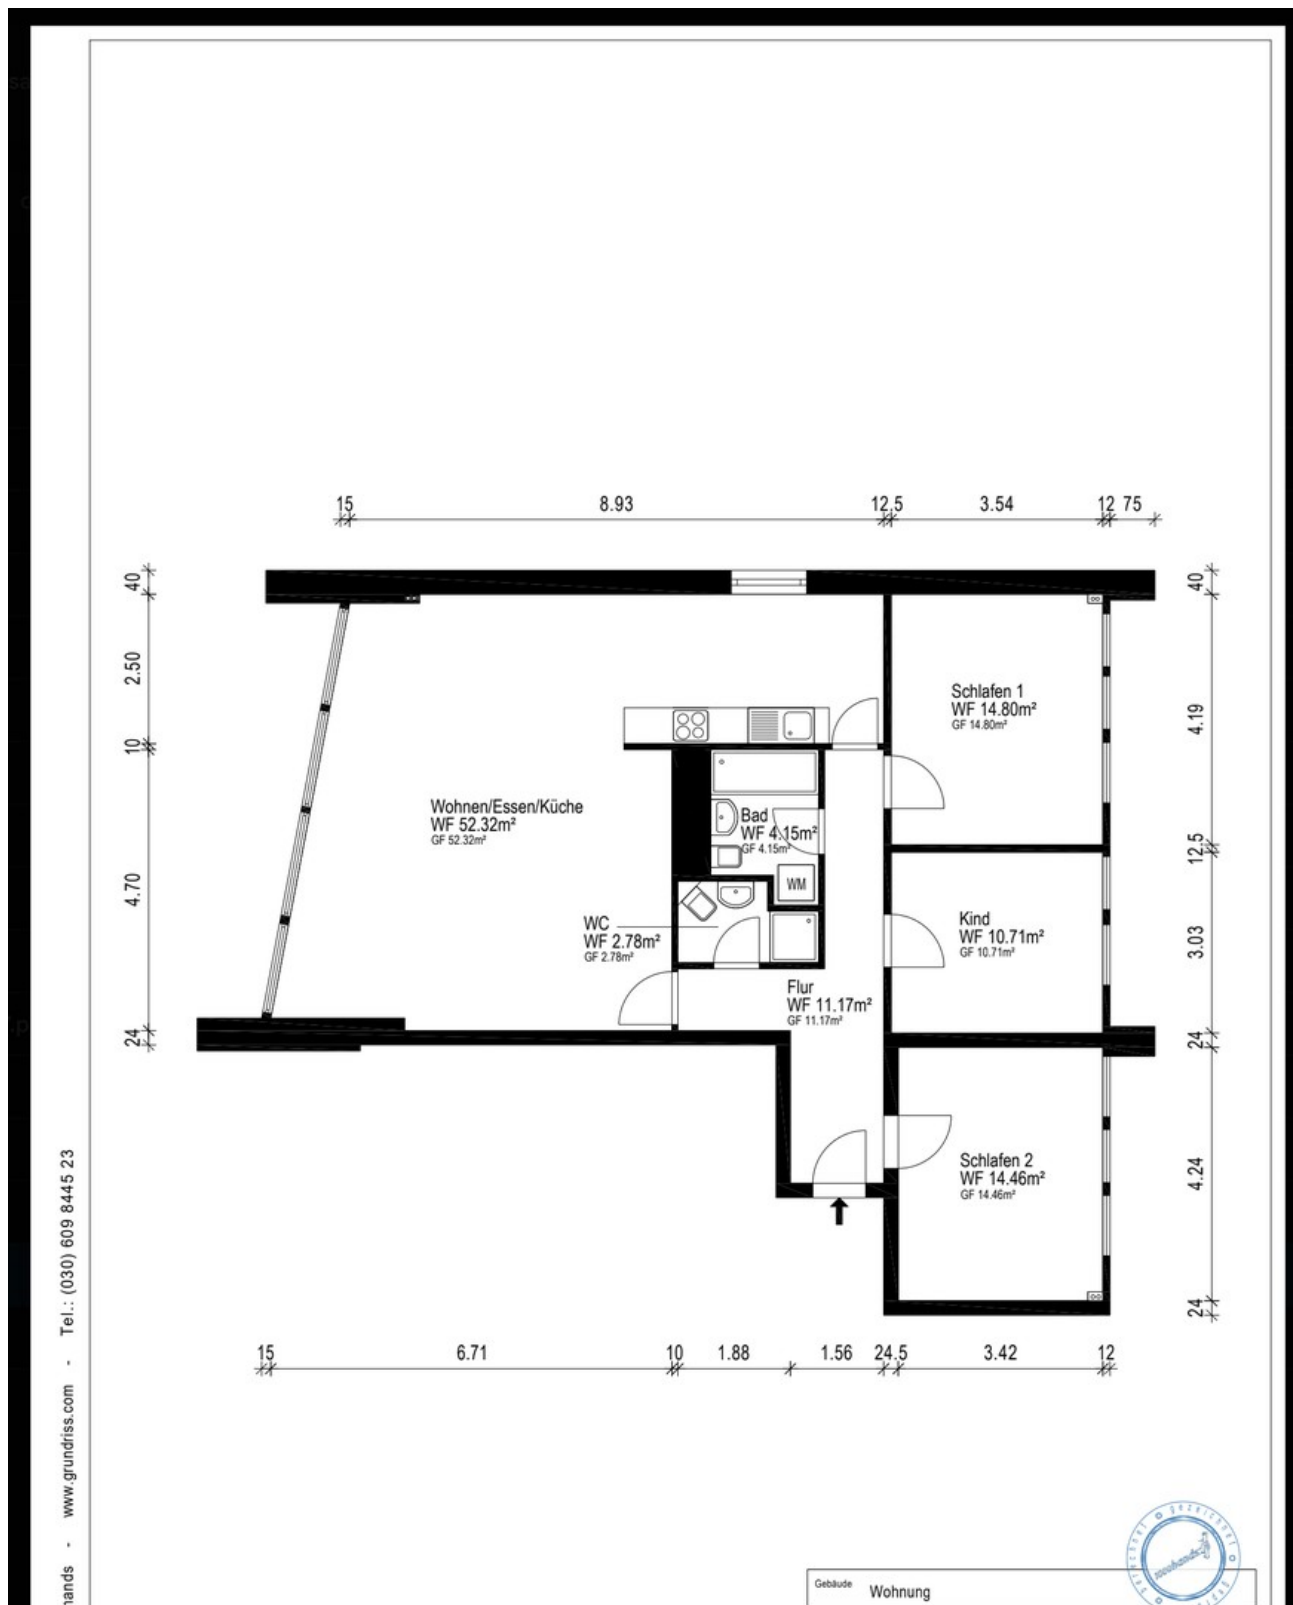 15 8.93 12.5 3.54 12 75
40
40
2.50
Schlafen 1
WF 14.80m²
GF 14.80m²
4.19
10
Wohnen/Essen/Küche
WF 52.32m²
GF 52.32m²
Bad
WF 4.15m²
GF 4.15m²
12.5
4.70
WM
WC
WF 2.78m²
GF 2.78m²
Kind
WF 10.71m²
GF 10.71m²
3.03
Flur
WF 11.17m²
GF 11.17m²
24
24
Schlafen 2
WF 14.46m²
GF 14.46m²
4.24
24
15 6.71 10 1.88 1.56 24.5 3.42 12
hands - www.grundriss.com - Tel.: (030) 609 8445 23
gezeichnet
Gebäude Wohnung